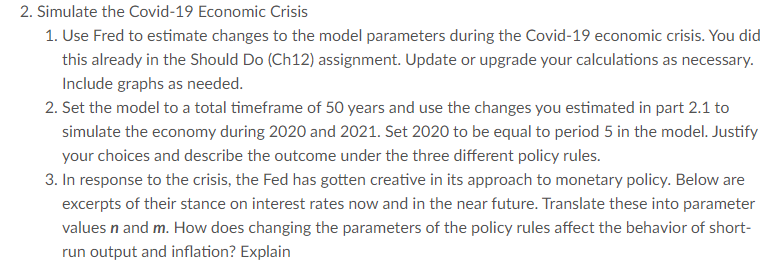 2. Simulate the Covid-19 Economic Crisis
1. Use Fred to estimate changes to the model parameters during the Covid-19 economic crisis. You did
this already in the Should Do (Ch12) assignment. Update or upgrade your calculations as necessary.
Include graphs as needed.
2. Set the model to a total timeframe of 50 years and use the changes you estimated in part 2.1 to
simulate the economy during 2020 and 2021. Set 2020 to be equal to period 5 in the model. Justify
your choices and describe the outcome under the three different policy rules.
3. In response to the crisis, the Fed has gotten creative in its approach to monetary policy. Below are
excerpts of their stance on interest rates now and in the near future. Translate these into parameter
values n and m. How does changing the parameters of the policy rules affect the behavior of short-
run output and inflation? Explain